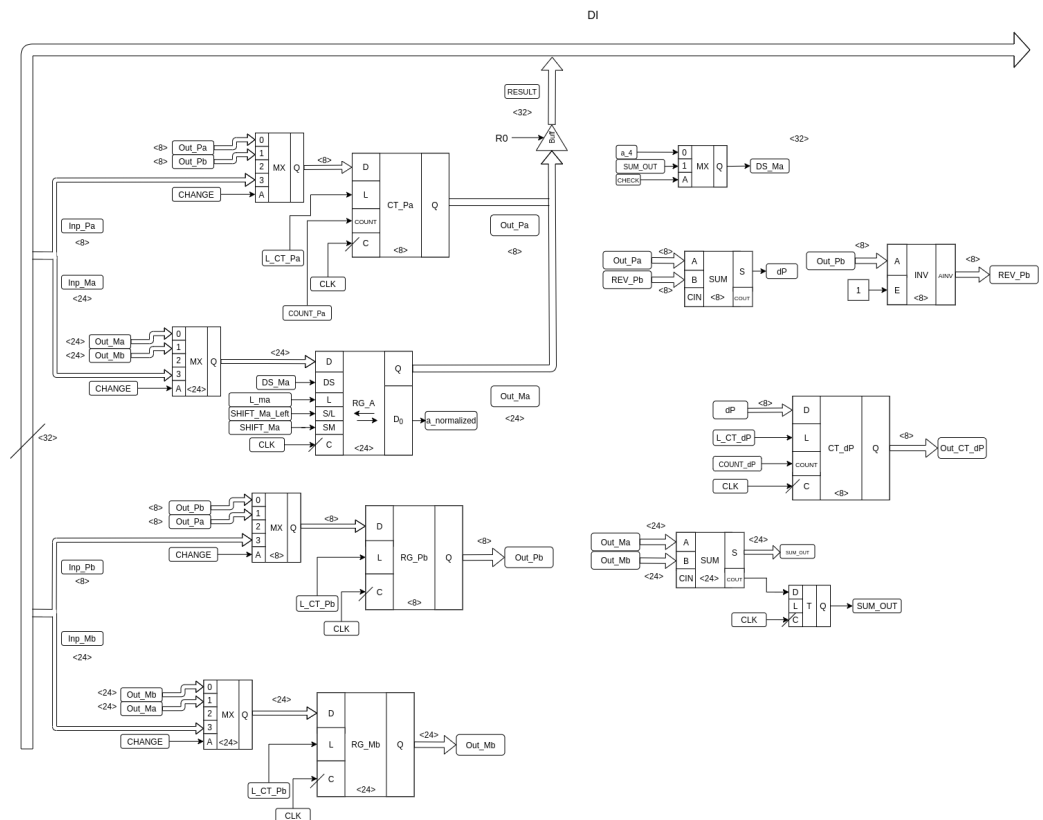 DI
RESULT
<32>
R0
Buff
<8>
Out_Pa
<8>
Out_Pb
0
1
2
3
A
MX
Q
CHANGE
<8>
D
L
COUNT
C
CT_Pa
<8>
Q
L_CT_Pa
CLK
COUNT_Pa
Out_Pa
<8>
Inp_Pa
<8>
Inp_Ma
<24>
<24>
Out_Ma
<24>
Out_Mb
0
1
2
3
A
MX
<24>
Q
CHANGE
<24>
DS_Ma
L_ma
SHIFT_Ma_Left
SHIFT_Ma
CLK
D
DS
L
S/L
SM
C
RG_A
<24>
Q
D0
a_normalized
Out_Ma
<24>
<32>
<8>
Out_Pb
<8>
Out_Pa
0
1
2
3
A
MX
<8>
Q
CHANGE
<8>
D
L
C
RG_Pb
<8>
Q
L_CT_Pb
CLK
<8>
Out_Pb
Inp_Pb
<8>
Inp_Mb
<24>
<24>
Out_Mb
<24>
Out_Ma
0
1
2
3
A
MX
<24>
Q
CHANGE
<24>
D
L
C
RG_Mb
<24>
Q
L_CT_Pb
CLK
<24>
Out_Mb
<32>
a_4
SUM_OUT
CHECK
0
1
A
MX
Q
DS_Ma
Out_Pa
<8>
REV_Pb
<8>
A
B
CIN
SUM
<8>
S
COUT
dP
Out_Pb
<8>
1
A
E
INV
<8>
AINV
<8>
REV_Pb
dP
<8>
L_CT_dP
COUNT_dP
CLK
D
L
COUNT
C
CT_dP
<8>
Q
<8>
Out_CT_dP
<24>
Out_Ma
Out_Mb
<24>
A
B
CIN
SUM
<24>
S
COUT
<24>
SUM_OUT
CLK
D
L
C
T
Q
SUM_OUT